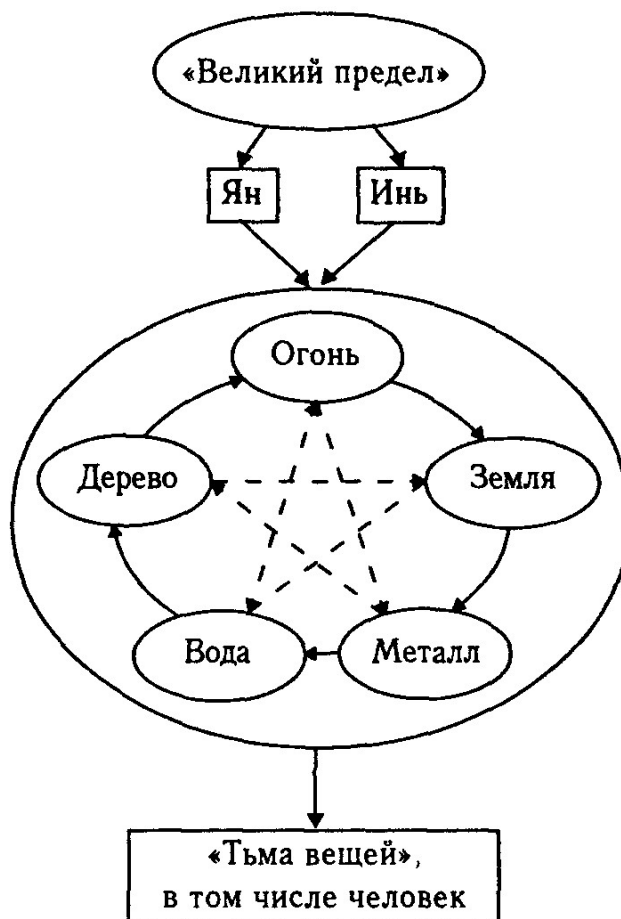 «Великий предел»
Ян
Инь
Огонь
Дерево
Земля
Вода
Металл
«Тьма вещей»,
в том числе человек